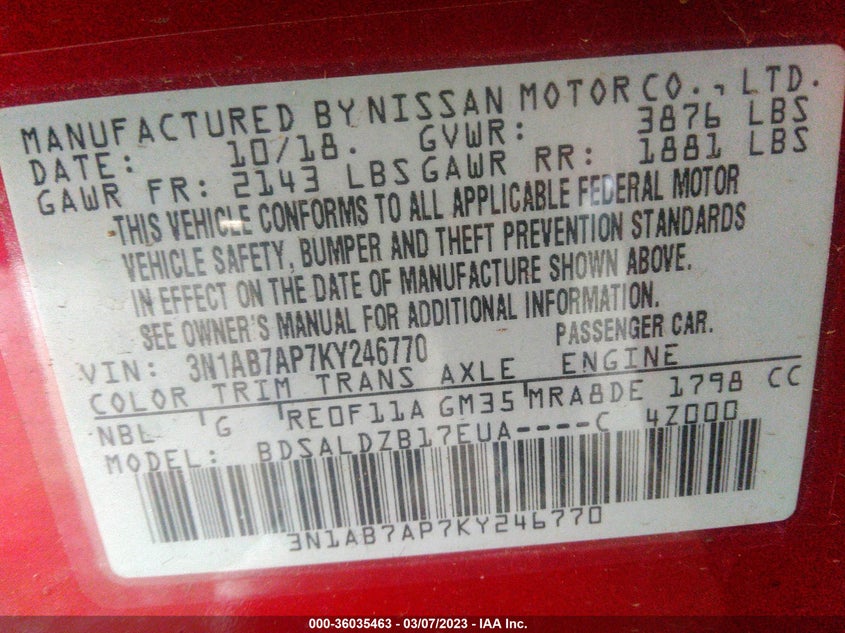 MANUFACTURED BY NISSAN MOTOR CO., LTD.
DATE: 10/18. GVWR: 3876 LBS
GAWR FR: 2143 LBS GAWR RR: 1881 LBS
THIS VEHICLE CONFORMS TO ALL APPLICABLE FEDERAL MOTOR
VEHICLE SAFETY, BUMPER AND THEFT PREVENTION STANDARDS
IN EFFECT ON THE DATE OF MANUFACTURE SHOWN ABOVE.
SEE OWNER'S MANUAL FOR ADDITIONAL INFORMATION.
VIN: 3N1AB7AP7KY246770 PASSENGER CAR.
COLOR TRIM TRANS AXLE ENGINE
NBL G RE0F11A GM35 MRA8DE 1798 CC
MODEL: BDSALDZB17EUA----C 4Z000
3N1AB7AP7KY246770
000-36035463 — 03/07/2023 — IAA Inc.